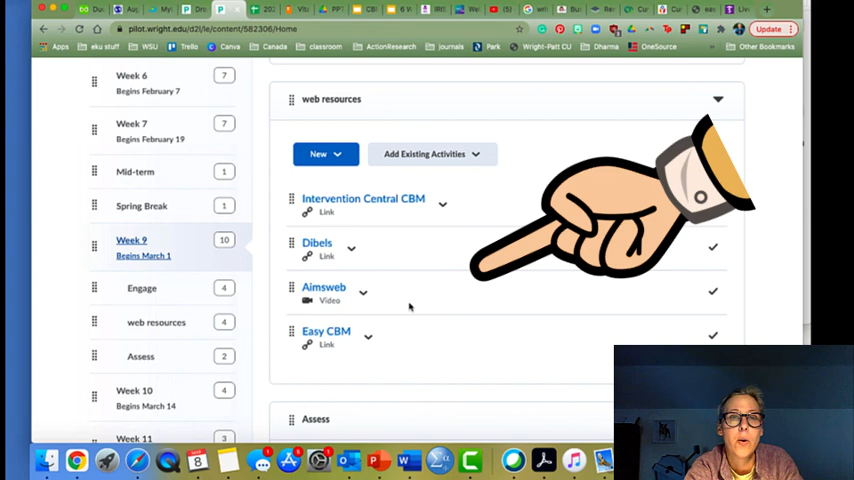 Update
pilot.wright.edu/d2l/le/content/582306/Home
Apps eku stuff WSU Trello Canva Canada classroom ActionResearch journals Park Wright-Patt CU Dharma OneSource Other Bookmarks
Week 6
7
Begins February 7
Week 7
7
Begins February 19
Mid-term
1
Spring Break
1
Week 9
10
Begins March 1
Engage
4
web resources
4
Assess
2
Week 10
4
Begins March 14
Week 11
3
web resources
New
Add Existing Activities
Intervention Central CBM
Link
Dibels
Link
Aimsweb
Video
Easy CBM
Link
Assess